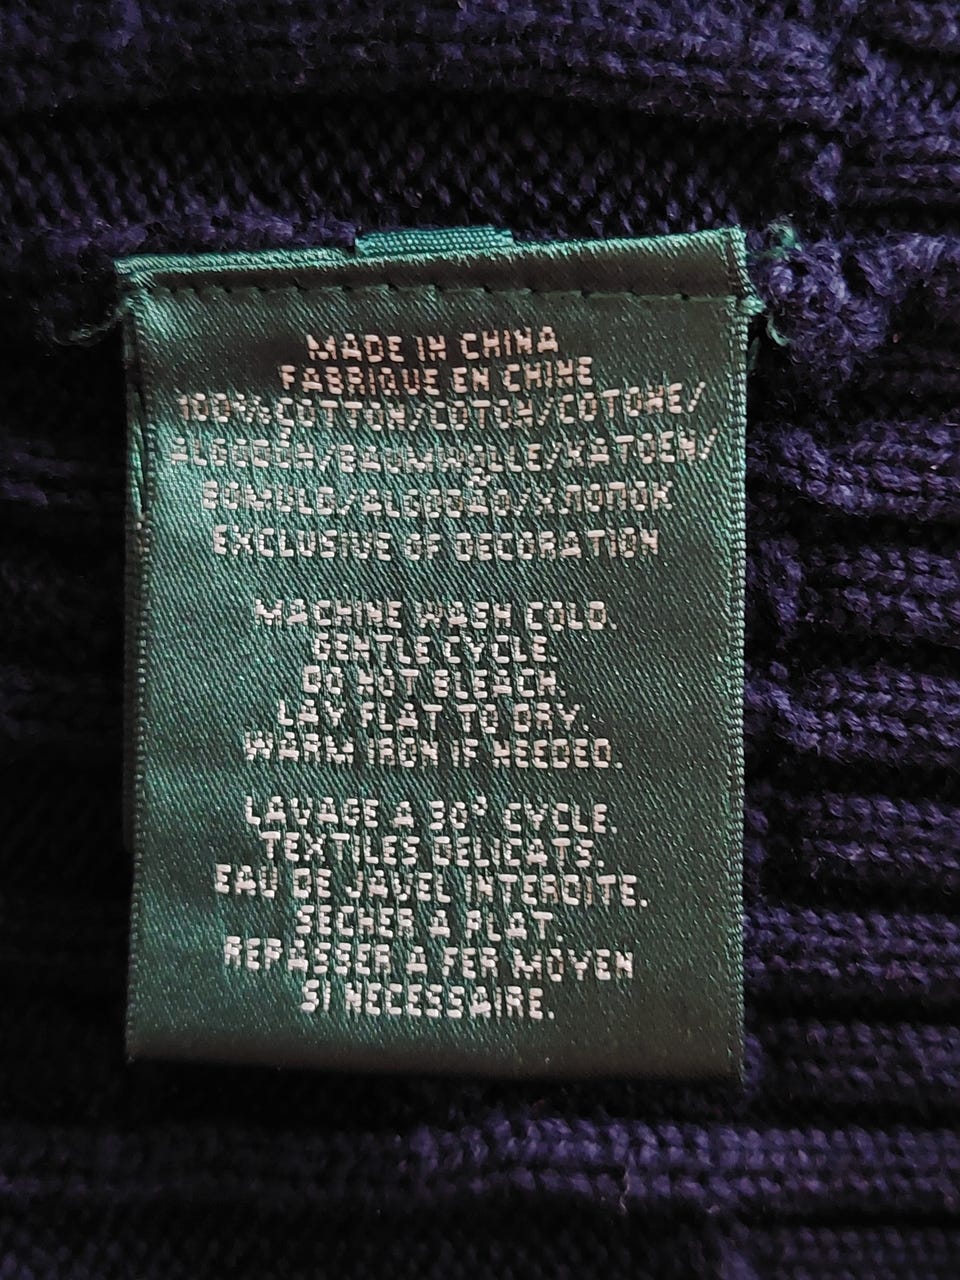 MADE IN CHINA
FABRIQUE EN CHINE
100% COTTON/COTON/COTONE/
ALGODÓN/BAUMWOLLE/KATOEN/
BOMULL/ALGODÃO/ХЛОПОК
EXCLUSIVE OF DECORATION
MACHINE WASH COLD.
GENTLE CYCLE.
DO NOT BLEACH.
LAY FLAT TO DRY.
WARM IRON IF NEEDED.
LAVAGE A 30° CYCLE.
TEXTILES DELICATS.
EAU DE JAVEL INTERDITE.
SECHER A PLAT.
REPASSER A FER MOYEN
SI NECESSAIRE.